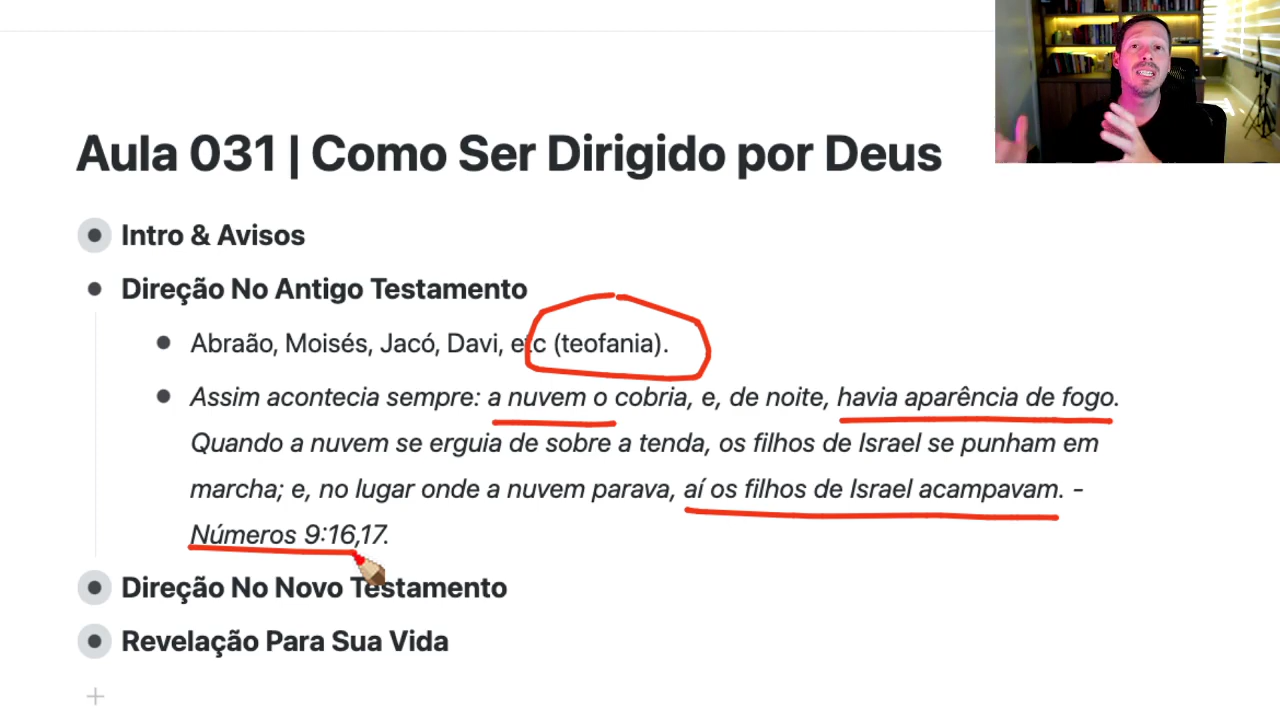 Aula 031 | Como Ser Dirigido por Deus
Intro & Avisos
Direção No Antigo Testamento
Abraão, Moisés, Jacó, Davi, etc (teofania).
Assim acontecia sempre: a nuvem o cobria, e, de noite, havia aparência de fogo.
Quando a nuvem se erguia de sobre a tenda, os filhos de Israel se punham em
marcha; e, no lugar onde a nuvem parava, aí os filhos de Israel acampavam. -
Números 9:16,17.
Direção No Novo Testamento
Revelação Para Sua Vida